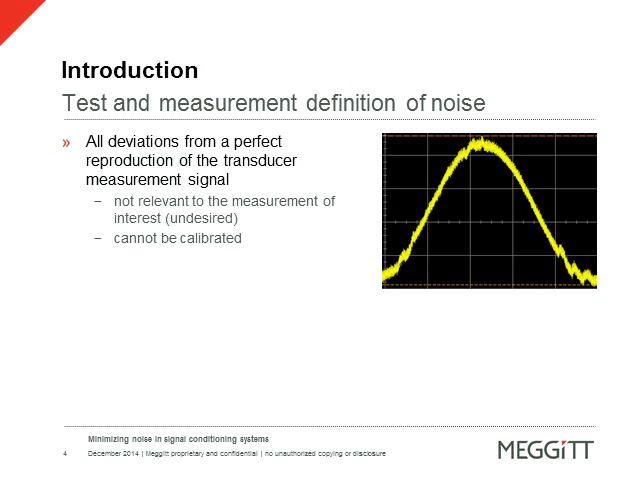 Introduction
Test and measurement definition of noise
» All deviations from a perfect
reproduction of the transducer
measurement signal
– not relevant to the measurement of
interest (undesired)
– cannot be calibrated
Minimizing noise in signal conditioning systems
4 December 2014 | Meggitt proprietary and confidential | no unauthorized copying or disclosure
MEGGiTT